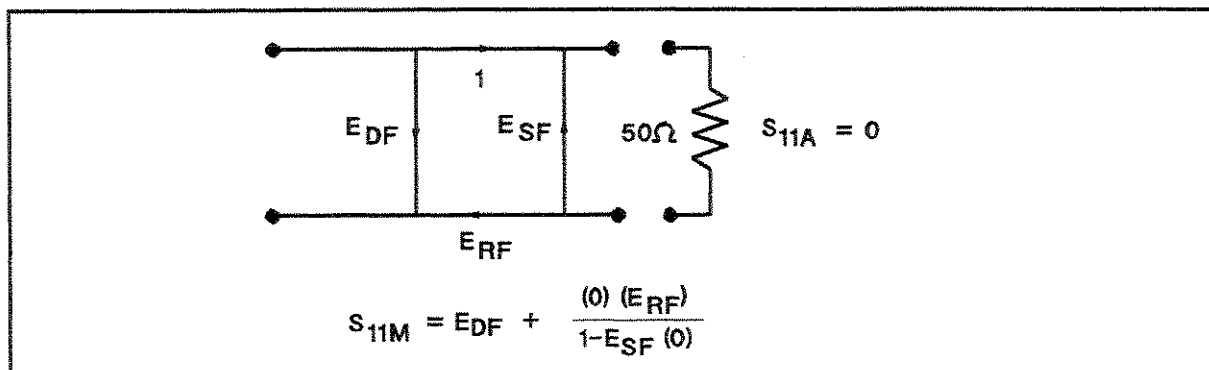 1
E_DF E_SF 50Ω S_11A = 0
E_RF
S_11M = E_DF + (0) (E_RF) / 1-E_SF (0)